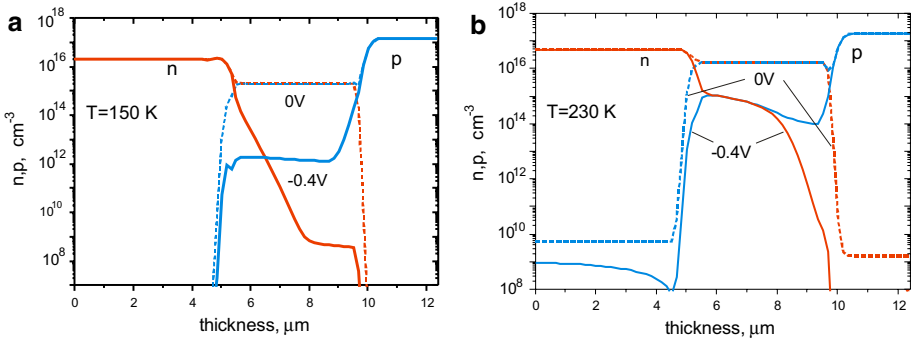 a
10^18
10^16
10^14
10^12
10^10
10^8
n,p, cm^-3
n
p
T=150 K
0V
-0.4V
0 2 4 6 8 10 12
thickness, μm
b
10^18
10^16
10^14
10^12
10^10
10^8
n,p, cm^-3
n
p
0V
T=230 K
-0.4V
0 2 4 6 8 10 12
thickness, μm